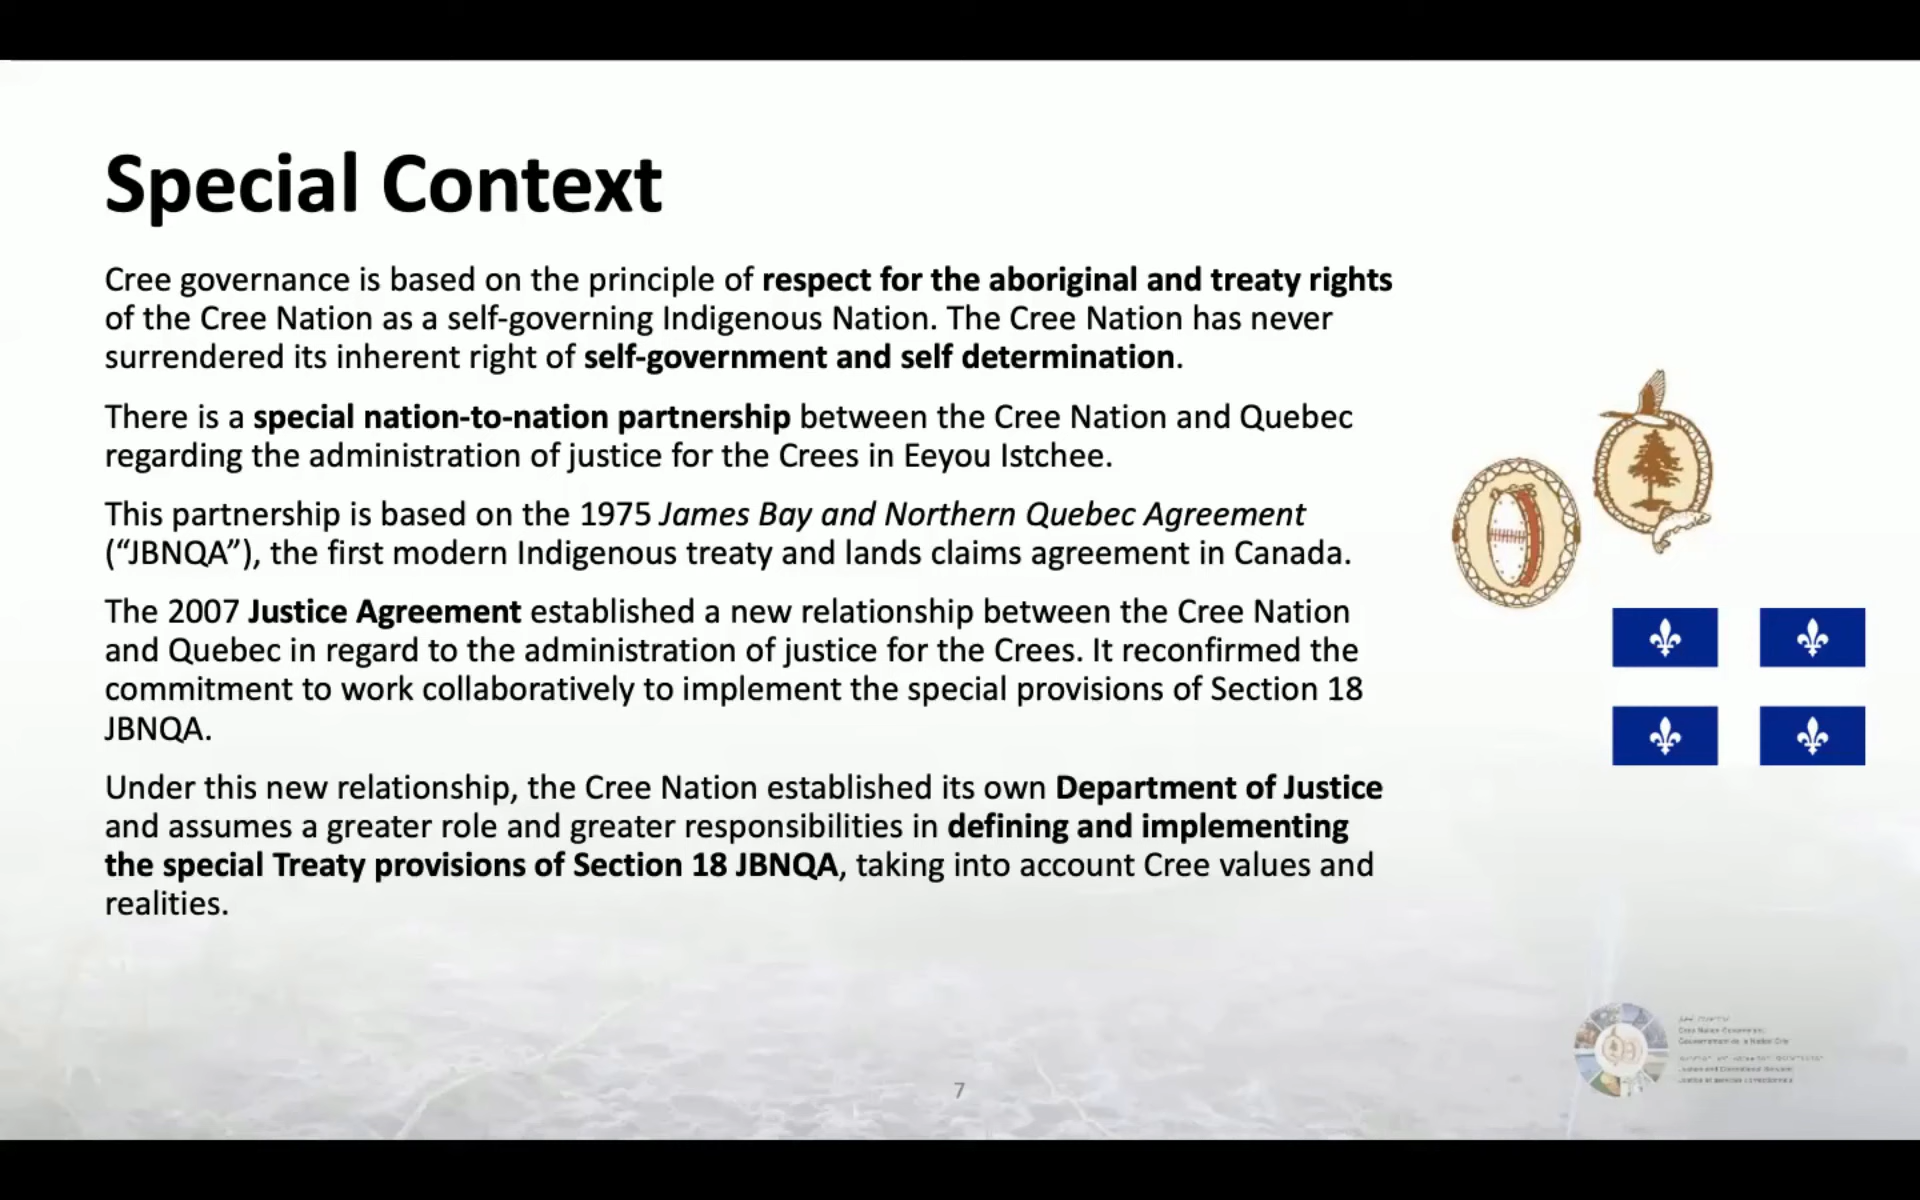 Special Context
Cree governance is based on the principle of respect for the aboriginal and treaty rights
of the Cree Nation as a self-governing Indigenous Nation. The Cree Nation has never
surrendered its inherent right of self-government and self determination.
There is a special nation-to-nation partnership between the Cree Nation and Quebec
regarding the administration of justice for the Crees in Eeyou Istchee.
This partnership is based on the 1975 James Bay and Northern Quebec Agreement
(“JBNQA”), the first modern Indigenous treaty and lands claims agreement in Canada.
The 2007 Justice Agreement established a new relationship between the Cree Nation
and Quebec in regard to the administration of justice for the Crees. It reconfirmed the
commitment to work collaboratively to implement the special provisions of Section 18
JBNQA.
Under this new relationship, the Cree Nation established its own Department of Justice
and assumes a greater role and greater responsibilities in defining and implementing
the special Treaty provisions of Section 18 JBNQA, taking into account Cree values and
realities.
Cree Nation Government
Gouvernement de la Nation Crie
7